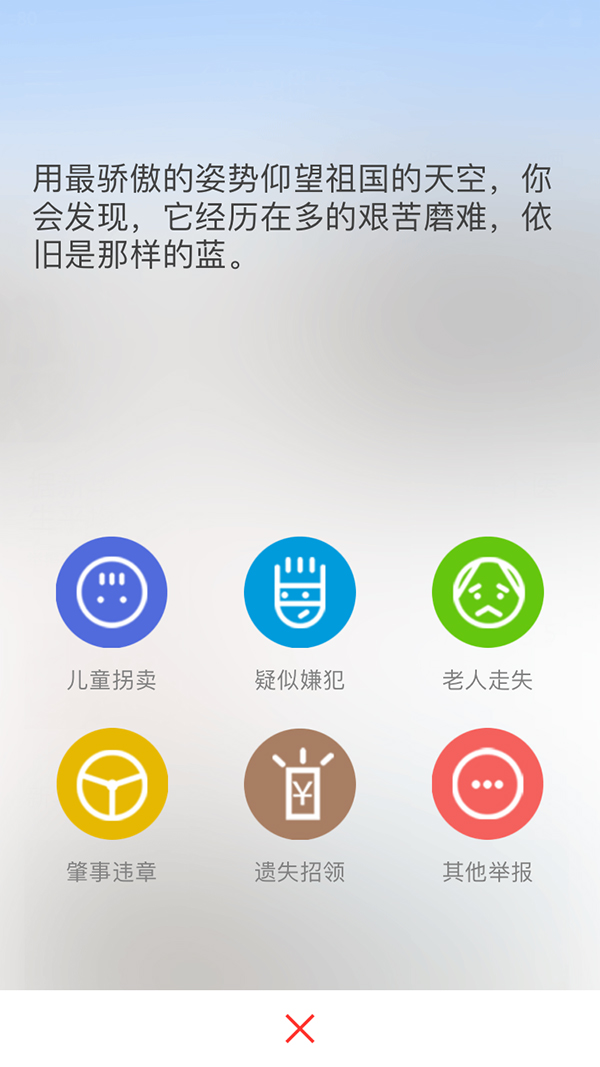 用最骄傲的姿势仰望祖国的天空，你
会发现，它经历在多的艰苦磨难，依
旧是那样的蓝。
儿童拐卖 疑似嫌犯 老人走失
¥
肇事违章 遗失招领 其他举报